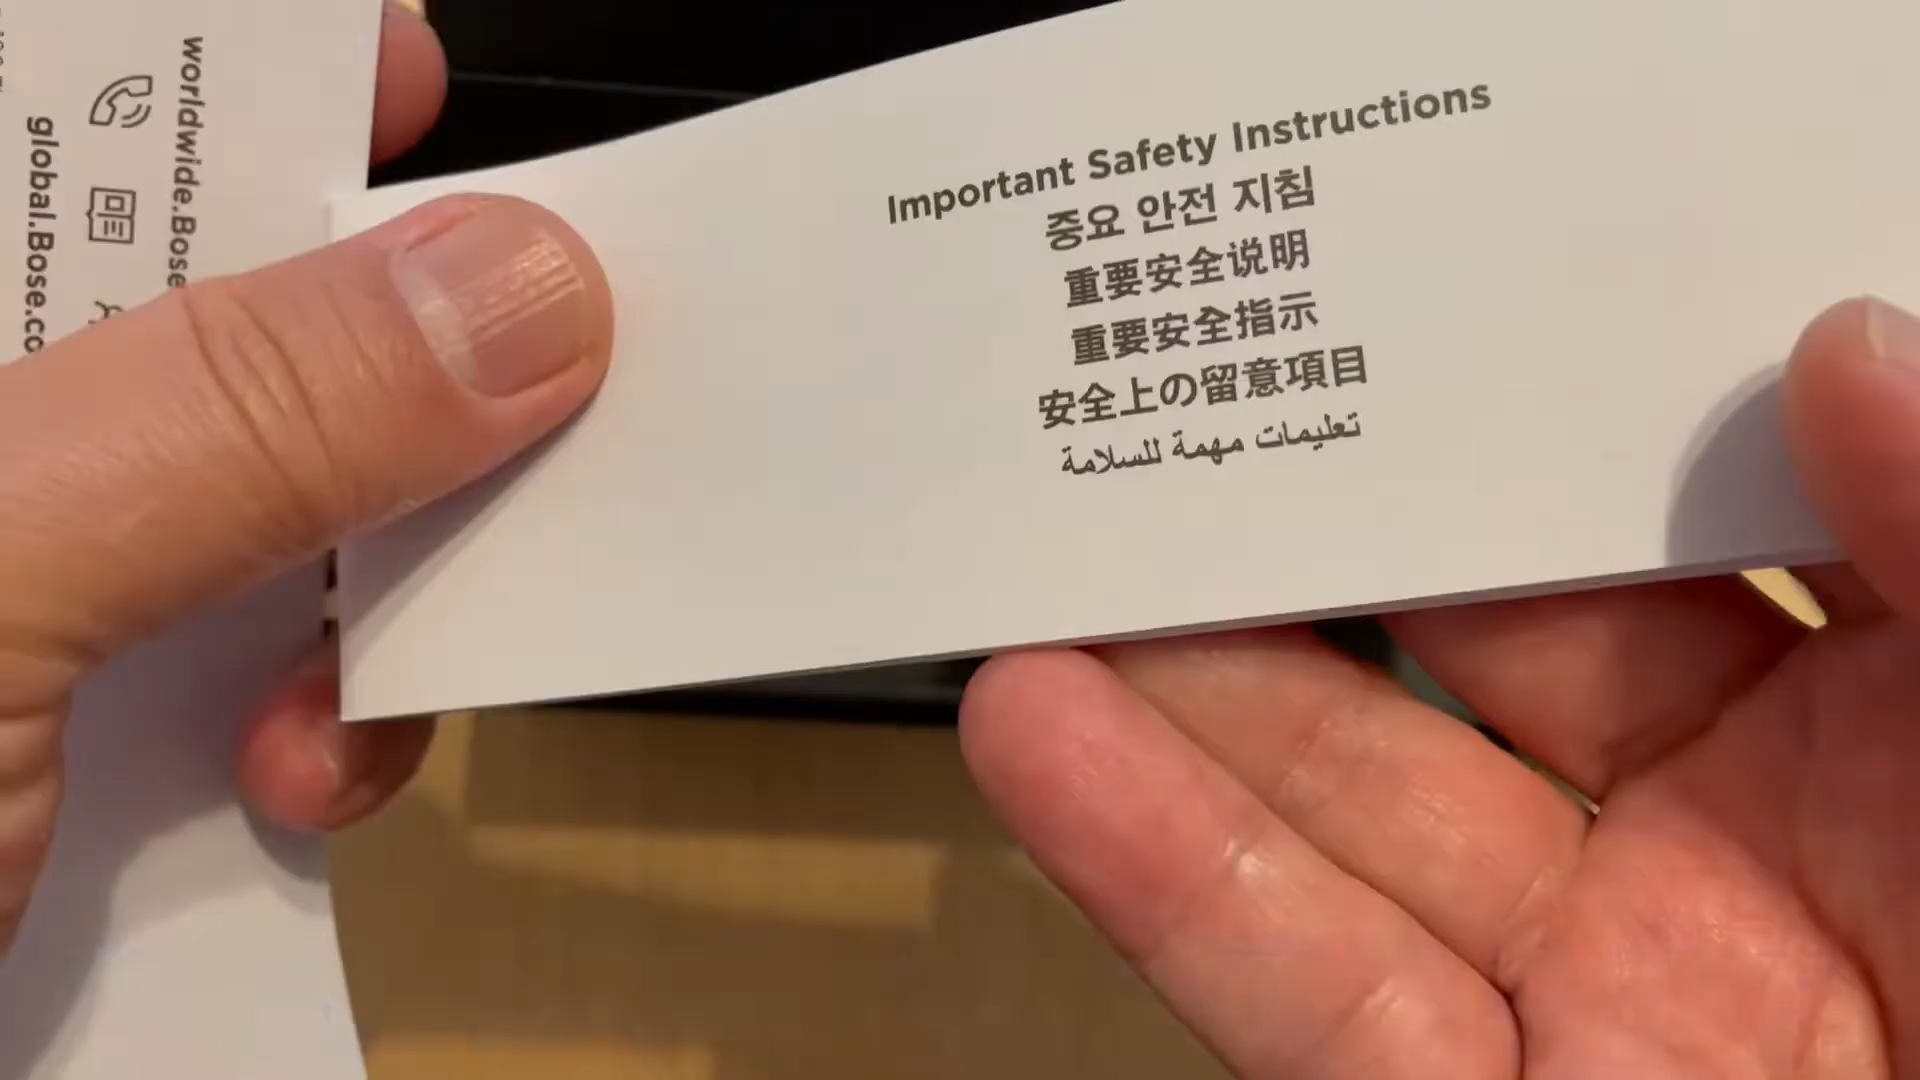 worldwide.Bose
global.Bose.co
Important Safety Instructions
중요 안전 지침
重要安全说明
重要安全指示
安全上の留意項目
تعليمات مهمة للسلامة